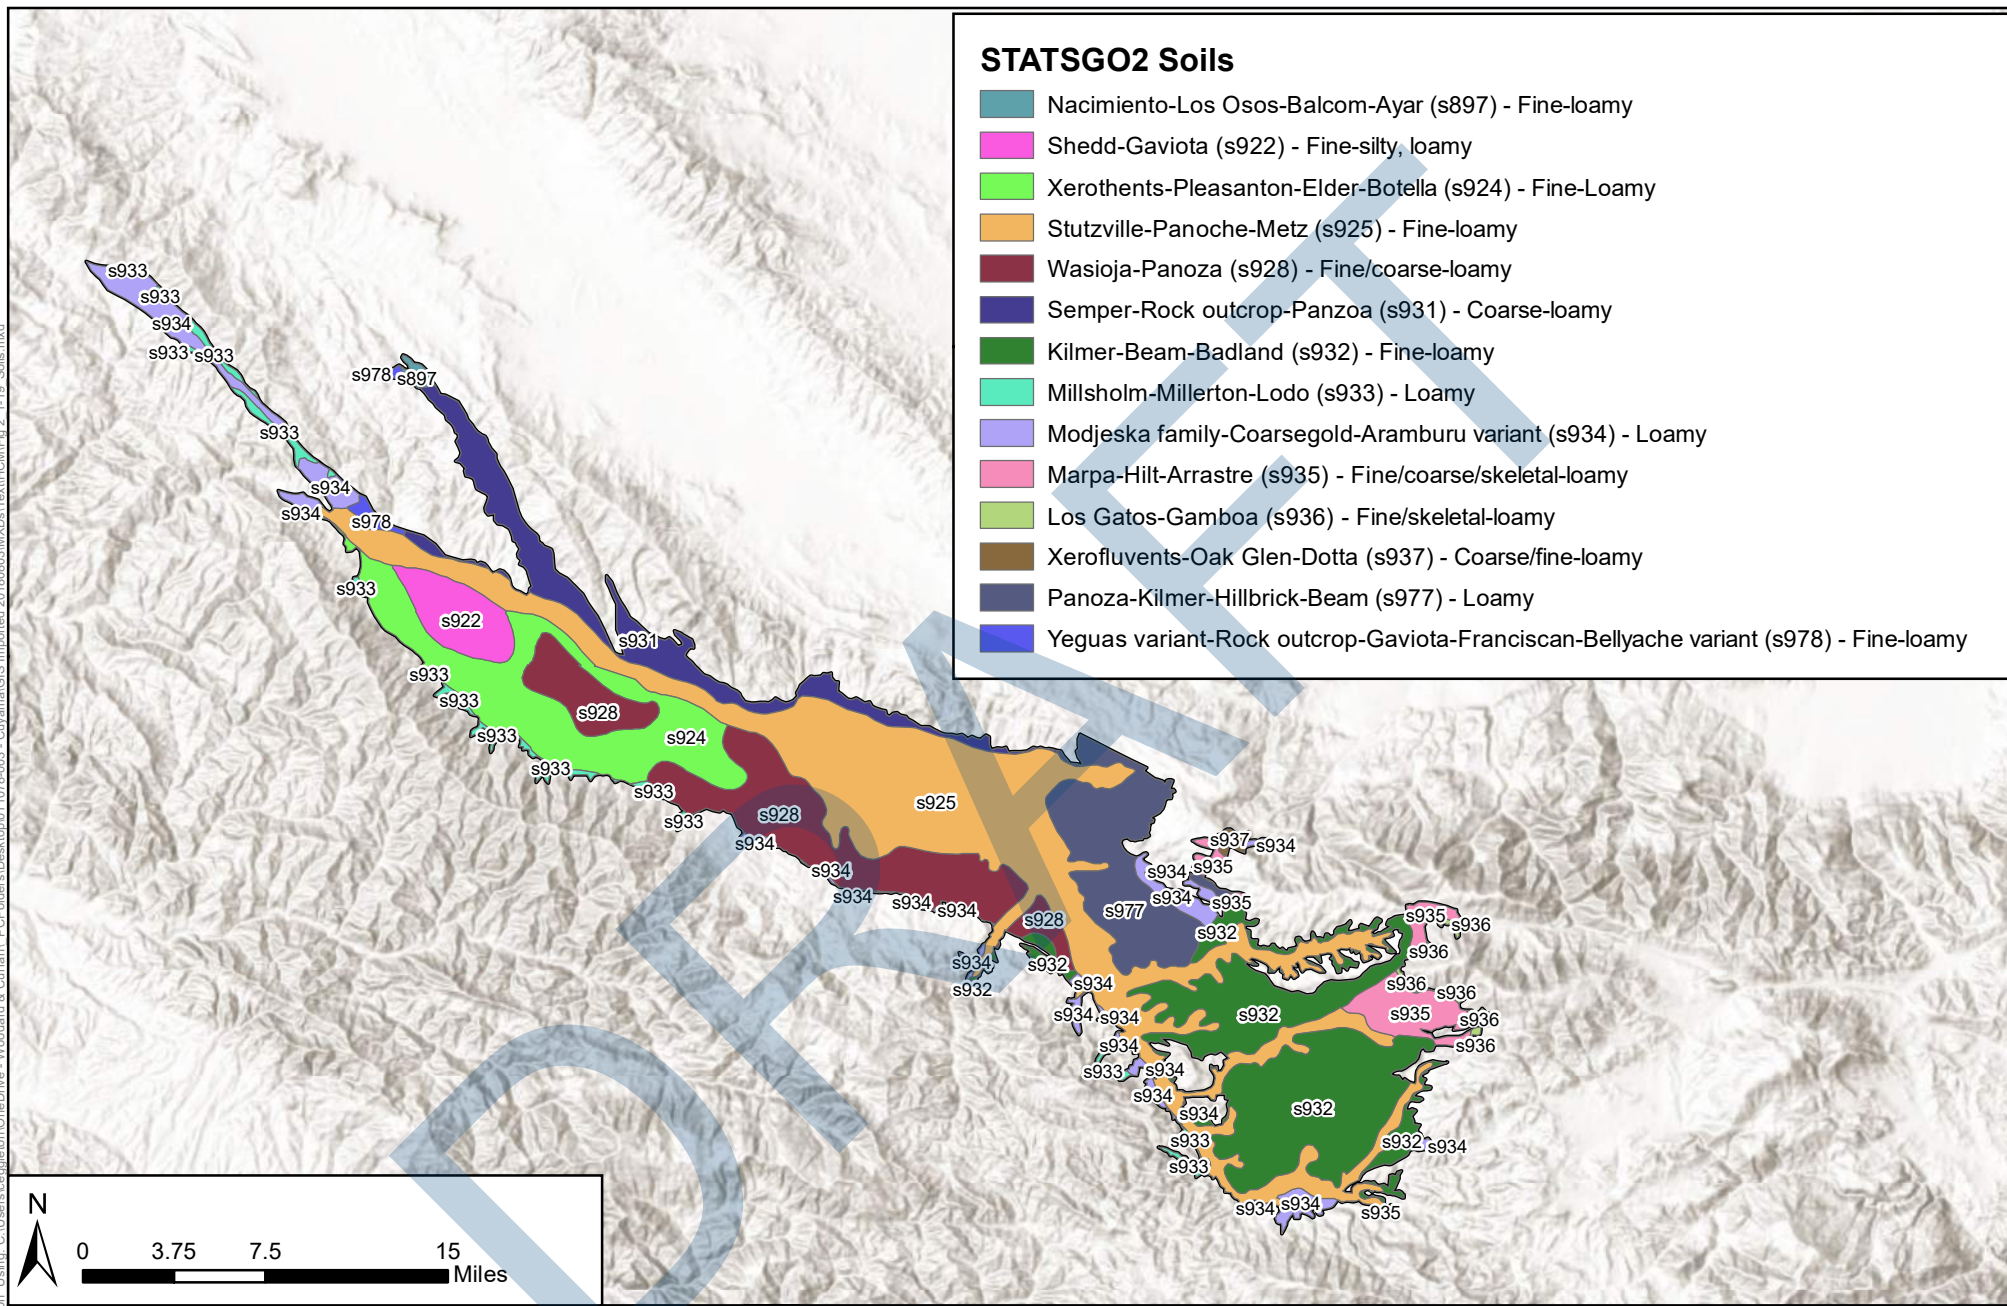 STATSGO2 Soils
Nacimiento-Los Osos-Balcom-Ayar (s897) - Fine-loamy
Shedd-Gaviota (s922) - Fine-silty, loamy
Xerothents-Pleasanton-Elder-Botella (s924) - Fine-Loamy
Stutzville-Panoche-Metz (s925) - Fine-loamy
Wasioja-Panoza (s928) - Fine/coarse-loamy
Semper-Rock outcrop-Panzoa (s931) - Coarse-loamy
Kilmer-Beam-Badland (s932) - Fine-loamy
Millsholm-Millerton-Lodo (s933) - Loamy
Modjeska family-Coarsegold-Aramburu variant (s934) - Loamy
Marpa-Hilt-Arrastre (s935) - Fine/coarse/skeletal-loamy
Los Gatos-Gamboa (s936) - Fine/skeletal-loamy
Xerofluvents-Oak Glen-Dotta (s937) - Coarse/fine-loamy
Panoza-Kilmer-Hillbrick-Beam (s977) - Loamy
Yeguas variant-Rock outcrop-Gaviota-Franciscan-Bellyache variant (s978) - Fine-loamy
s933
s933
s934
s933 s933
s978 s897
s933
s934
s934
s978
s933
s922
s931
s933
s933
s928
s933
s924
s933
s933
s925
s928
s933
s934
s937
s934
s935
s934
s934
s934
s934
s935
s934
s934
s977
s928
s935
s936
s932
s936
s934
s932
s934
s936
s932
s936
s934
s934
s932
s935
s936
s934
s936
s933
s934
s934
s932
s934
s933
s932
s934
s933
s934
s934
s935
N
0 3.75 7.5 15
Miles
DRAFT